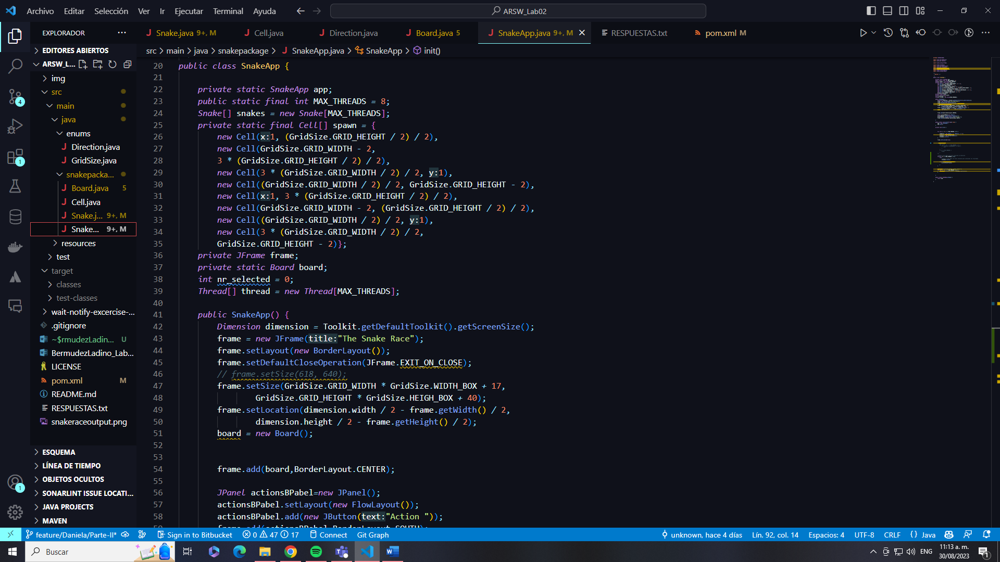 Archivo Editar Selección Ver Ir Ejecutar Terminal Ayuda
ARSW_Lab02
EXPLORADOR
Snake.java 9+, M
Cell.java
Direction.java
Board.java 5
SnakeApp.java 9+, M
RESPUESTAS.txt
pom.xml M
src > main > java > snakepackage > SnakeApp.java > SnakeApp > init()
EDITORES ABIERTOS
ARSW_L...
img
src
main
java
enums
Direction.java
GridSize.java
snakepacka...
Board.java 5
Cell.java
Snake.j... 9+, M
Snake... 9+, M
resources
test
target
classes
test-classes
wait-notify-excercise-...
.gitignore
~$rmudezLadin... U
BermudezLadino_Lab...
LICENSE
pom.xml M
README.md
RESPUESTAS.txt
snakeraceoutput.png
ESQUEMA
LÍNEA DE TIEMPO
OBJETOS OCULTOS
SONARLINT ISSUE LOCATI...
JAVA PROJECTS
MAVEN
4
1
1
20 public class SnakeApp {
21
22 private static SnakeApp app;
23 public static final int MAX_THREADS = 8;
24 Snake[] snakes = new Snake[MAX_THREADS];
25 private static final Cell[] spawn = {
26 new Cell(x:1, (GridSize.GRID_HEIGHT / 2) / 2),
27 new Cell(GridSize.GRID_WIDTH - 2,
28 3 * (GridSize.GRID_HEIGHT / 2) / 2),
29 new Cell(3 * (GridSize.GRID_WIDTH / 2) / 2, y:1),
30 new Cell((GridSize.GRID_WIDTH / 2) / 2, GridSize.GRID_HEIGHT - 2),
31 new Cell(x:1, 3 * (GridSize.GRID_HEIGHT / 2) / 2),
32 new Cell(GridSize.GRID_WIDTH - 2, (GridSize.GRID_HEIGHT / 2) / 2),
33 new Cell((GridSize.GRID_WIDTH / 2) / 2, y:1),
34 new Cell(3 * (GridSize.GRID_WIDTH / 2) / 2,
35 GridSize.GRID_HEIGHT - 2)};
36 private JFrame frame;
37 private static Board board;
38 int nr_selected = 0;
39 Thread[] thread = new Thread[MAX_THREADS];
40
41 public SnakeApp() {
42 Dimension dimension = Toolkit.getDefaultToolkit().getScreenSize();
43 frame = new JFrame(title:"The Snake Race");
44 frame.setLayout(new BorderLayout());
45 frame.setDefaultCloseOperation(JFrame.EXIT_ON_CLOSE);
46 // frame.setSize(618, 640);
47 frame.setSize(GridSize.GRID_WIDTH * GridSize.WIDTH_BOX + 17,
48 GridSize.GRID_HEIGHT * GridSize.HEIGH_BOX + 40);
49 frame.setLocation(dimension.width / 2 - frame.getWidth() / 2,
50 dimension.height / 2 - frame.getHeight() / 2);
51 board = new Board();
52
53
54 frame.add(board,BorderLayout.CENTER);
55
56 JPanel actionsBPabel=new JPanel();
57 actionsBPabel.setLayout(new FlowLayout());
58 actionsBPabel.add(new JButton(text:"Action "));
feature/Daniela/Parte-II* Sign in to Bitbucket 0 47 17 Connect Git Graph
unknown, hace 4 días Lín. 92, col. 14 Espacios: 4 UTF-8 CRLF {} Java
Buscar
ENG
11:13 a. m.
30/08/2023
1